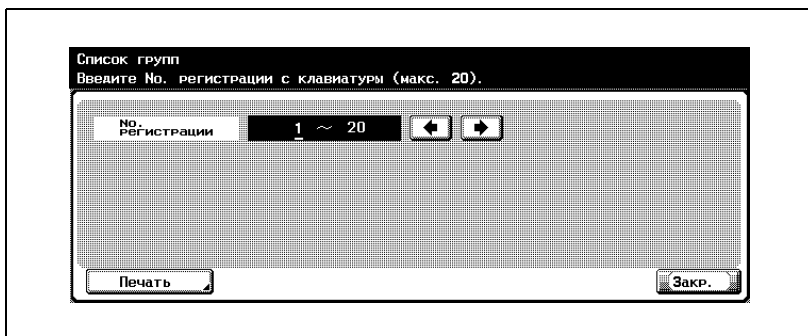 Список групп
Введите No. регистрации с клавиатуры (макс. 20).
No.
регистрации
1 ~ 20
Печать
Закр.